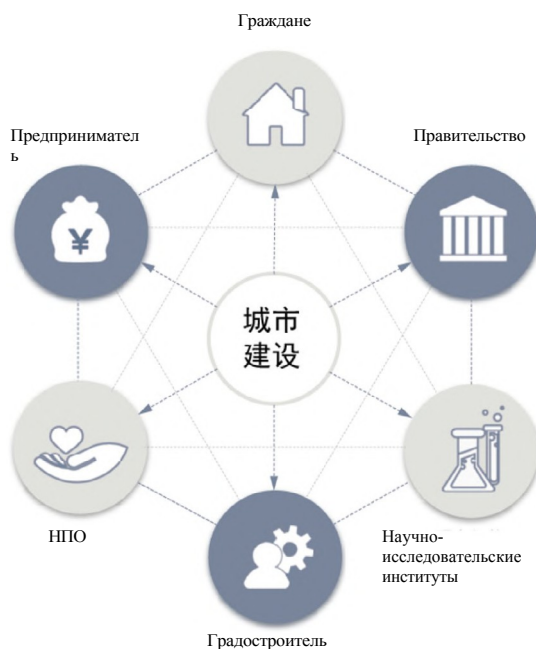 Граждане
Предпринимател
ь
Правительство
¥
城市
建设
НПО
Научно-
исследовательские
институты
Градостроитель